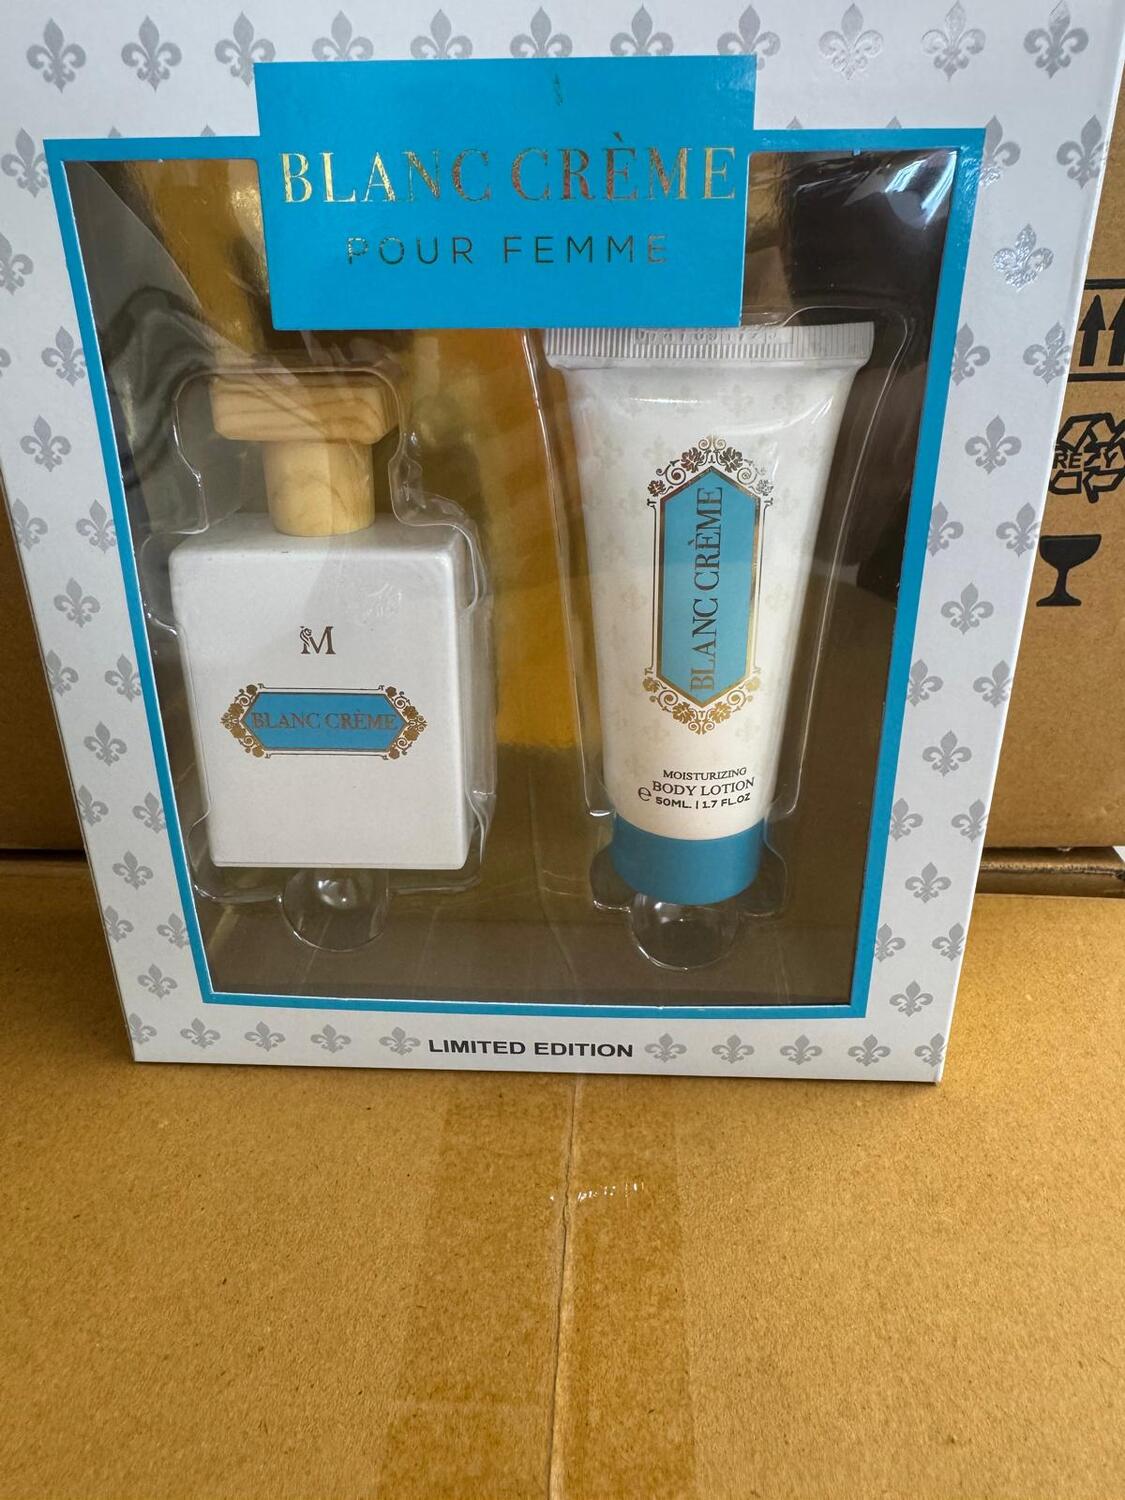 BLANC CRÈME
POUR FEMME
M
BLANC CRÈME
BLANC CRÈME
MOISTURIZING
BODY LOTION
e 50ML. | 1.7 FL.OZ
LIMITED EDITION